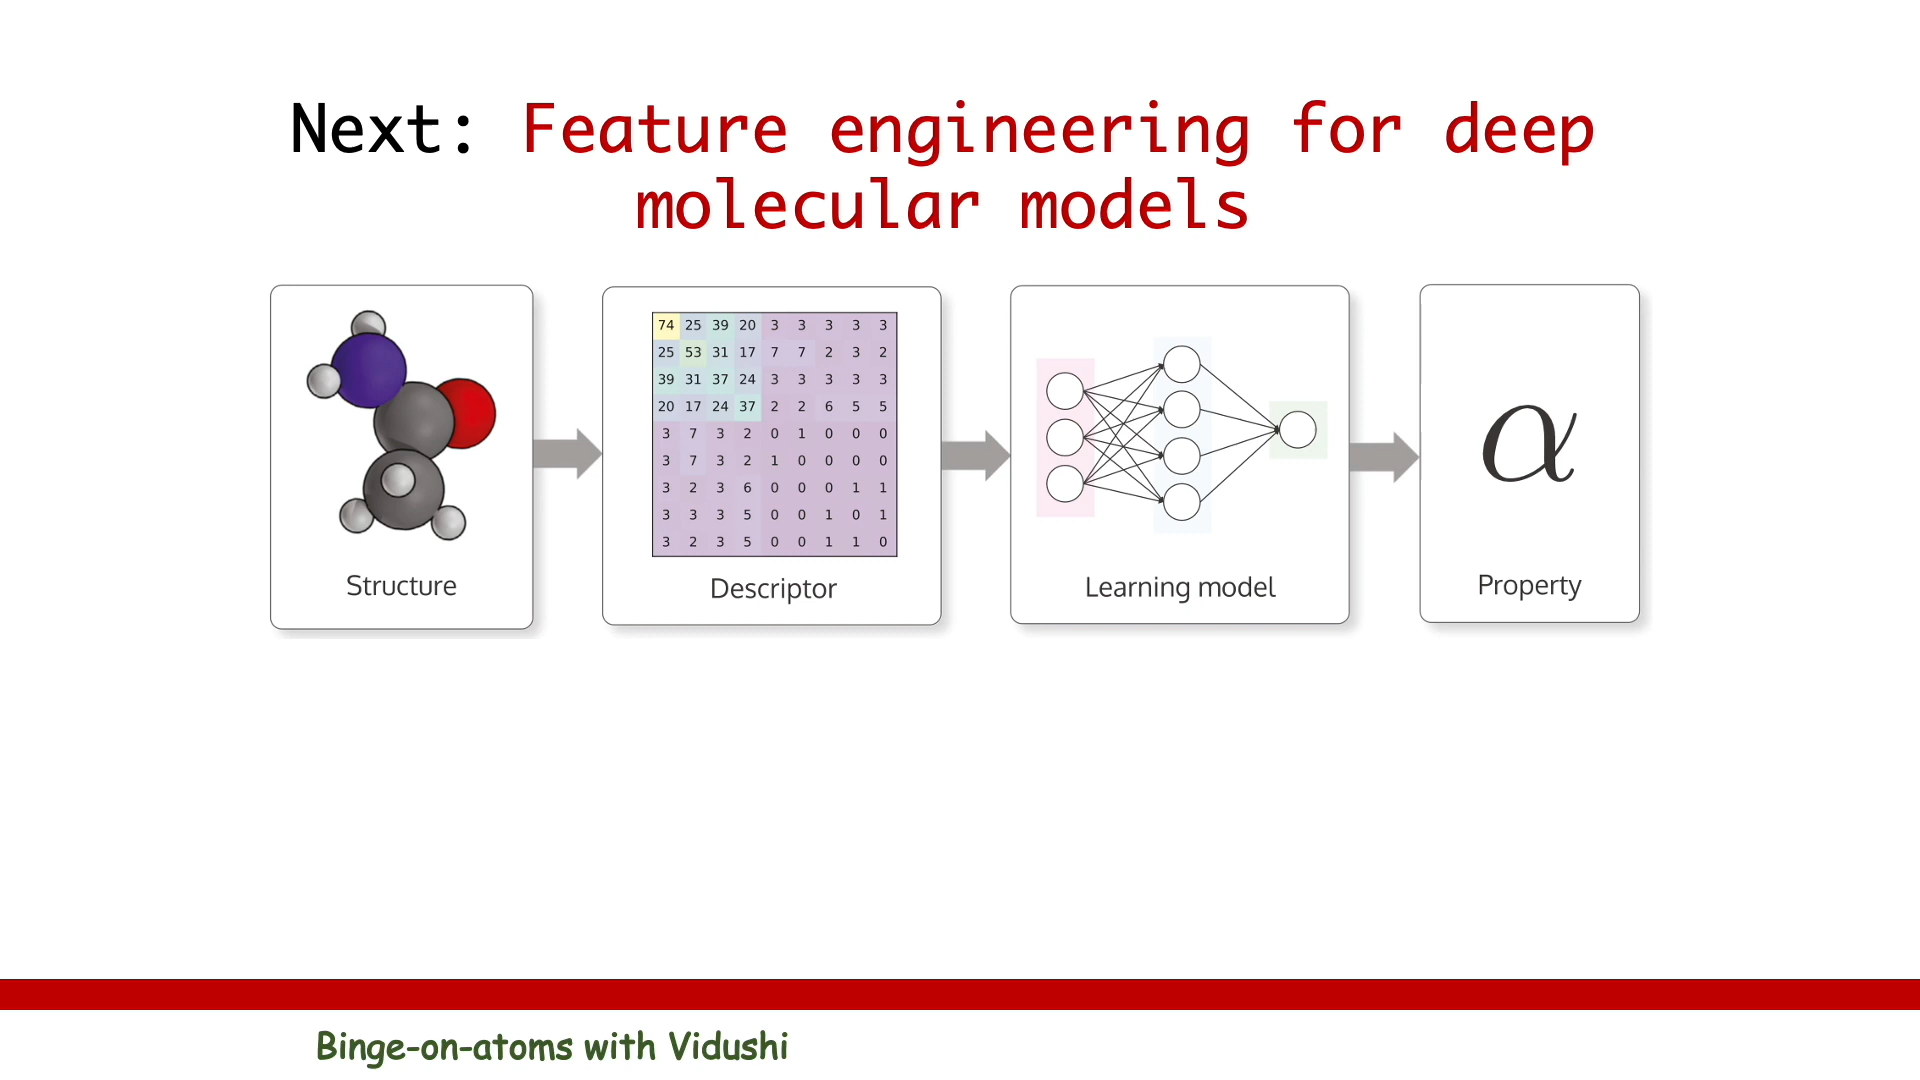 Next: Feature engineering for deep
molecular models
74 25 39 20 3 3 3 3 3
25 53 31 17 7 7 2 3 2
39 31 37 24 3 3 3 3 3
20 17 24 37 2 2 6 5 5
3 7 3 2 0 1 0 0 0
3 7 3 2 1 0 0 0 0
3 2 3 6 0 0 0 1 1
3 3 3 5 0 0 1 0 1
3 2 3 5 0 0 1 1 0
α
Structure
Descriptor
Learning model
Property
Binge-on-atoms with Vidushi